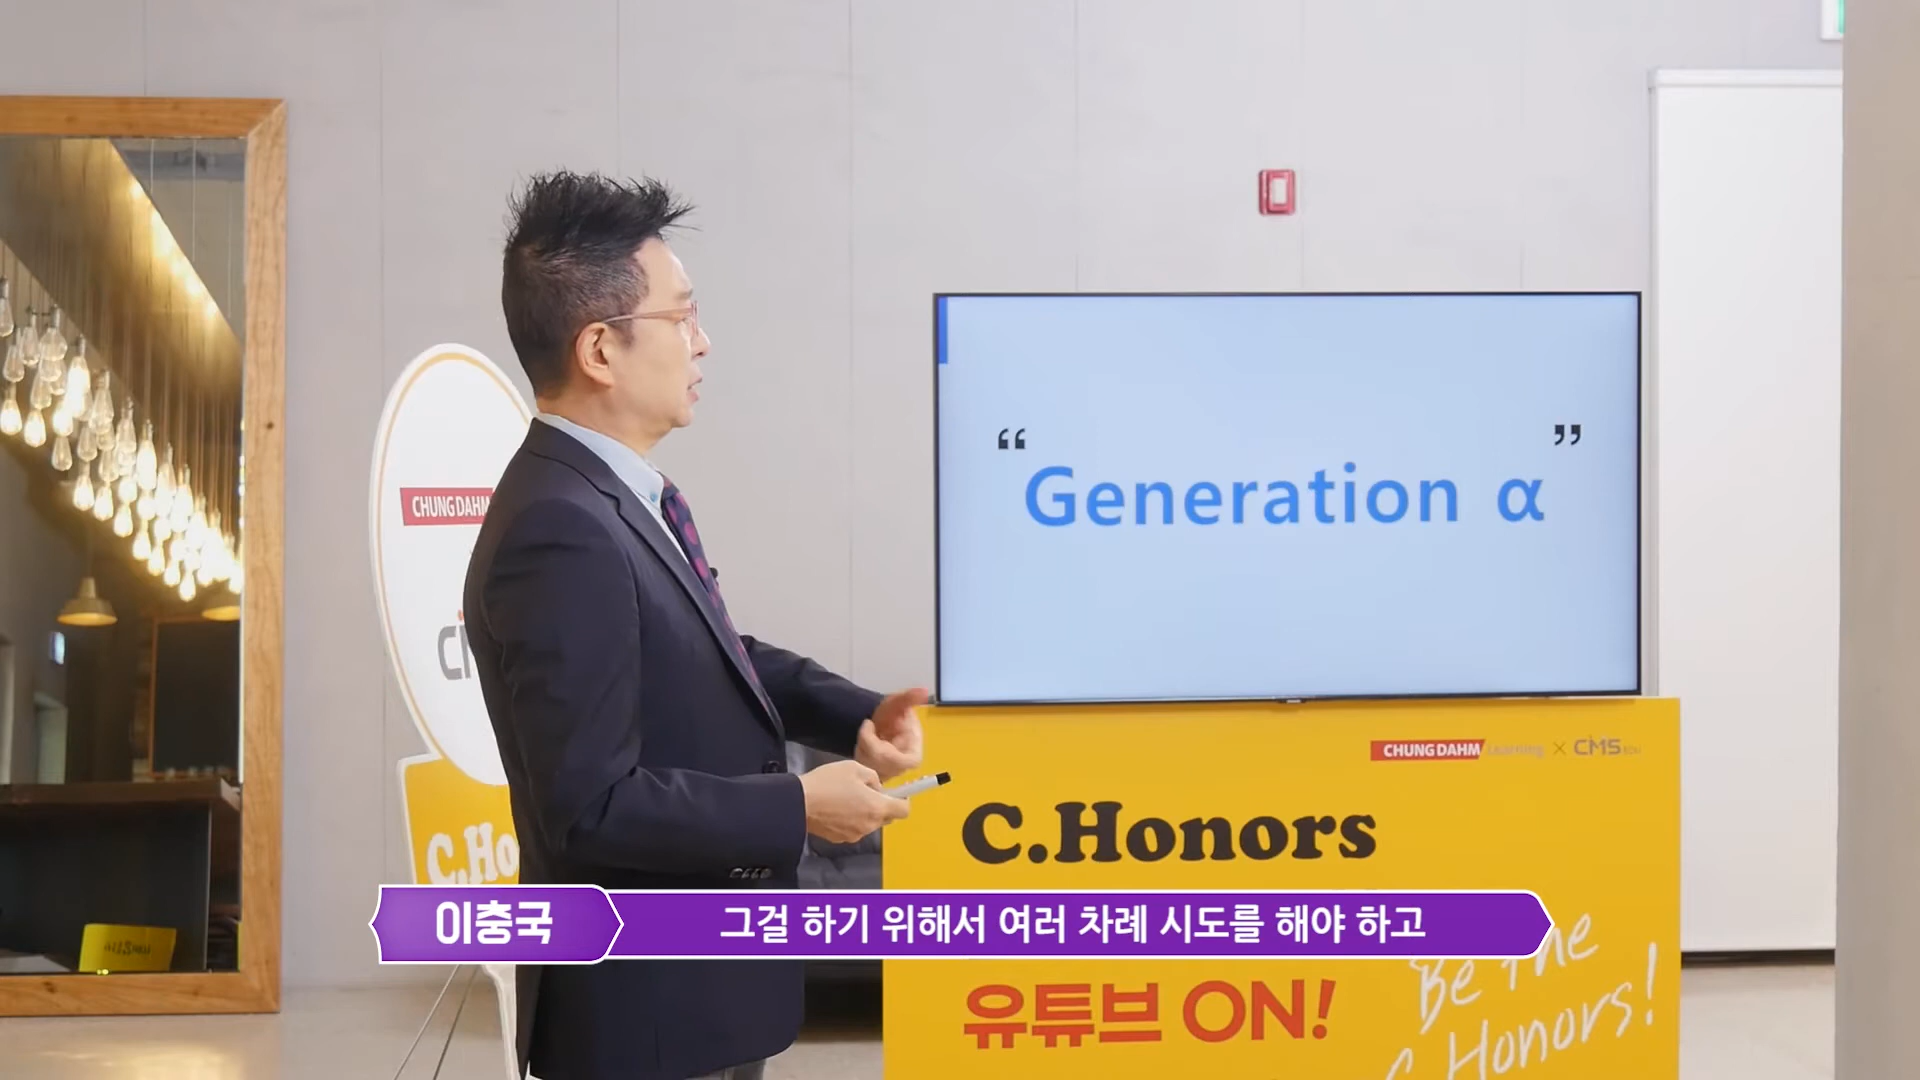 “ Generation α ”
CHUNG DAHM
CHUNG DAHM Learning × CMS EDU
C.Honors
C.Ho
이충국
그걸 하기 위해서 여러 차례 시도를 해야 하고
유튜브 ON!
Be the
C.Honors!